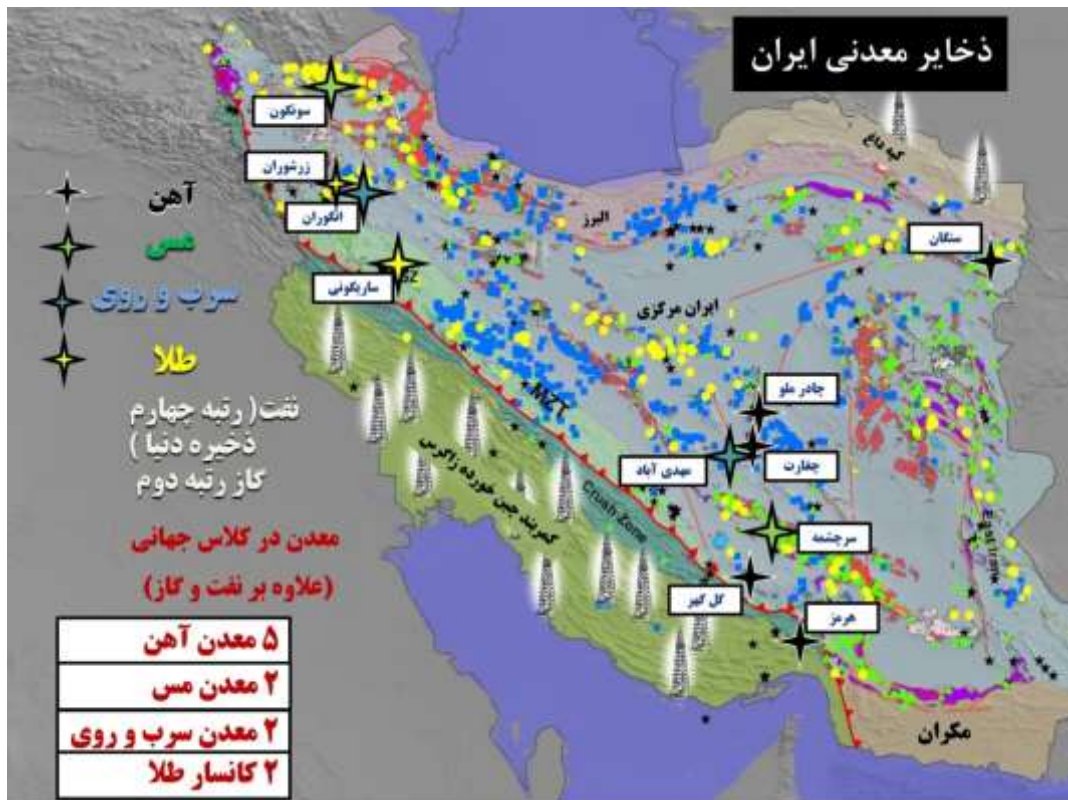 ذخایر معدنی ایران
کپه داغ
سونگون
زرشوران
انگوران
ساریگونی
SZ
البرز
سنگان
ایران مرکزی
آهن
مس
سرب و روی
طلا
نفت( رتبه چهارم
ذخیره دنیا )
گاز رتبه دوم
معدن در کلاس جهانی
(علاوه بر نفت و گاز)
MZT
چادر ملو
چغارت
مهدی آباد
کمربند چین خورده زاگرس
Crush Zone
سرچشمه
East Iran
گل گهر
هرمز
مکران
۵ معدن آهن
۲ معدن مس
۲ معدن سرب و روی
۲ کانسار طلا